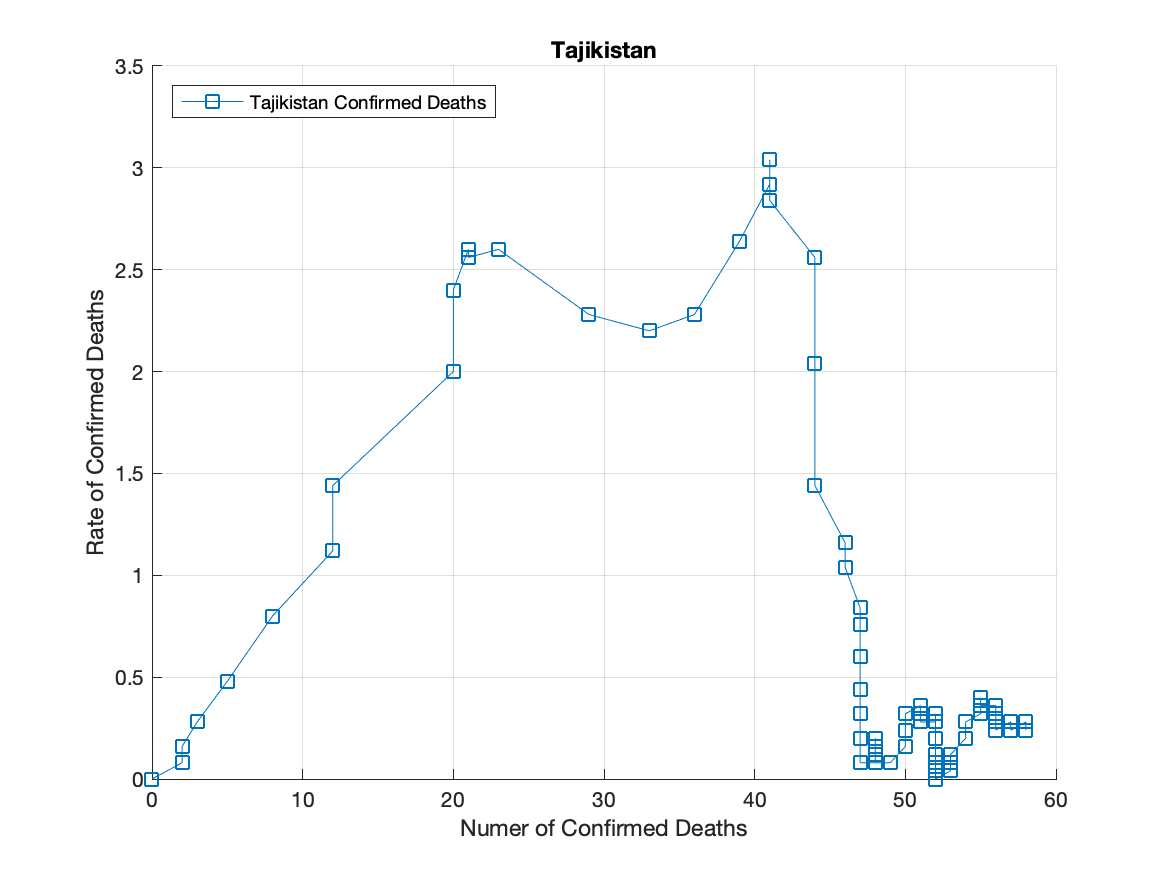 Tajikistan
Tajikistan Confirmed Deaths
3.5
3
2.5
2
1.5
1
0.5
0
Rate of Confirmed Deaths
0 10 20 30 40 50 60
Numer of Confirmed Deaths